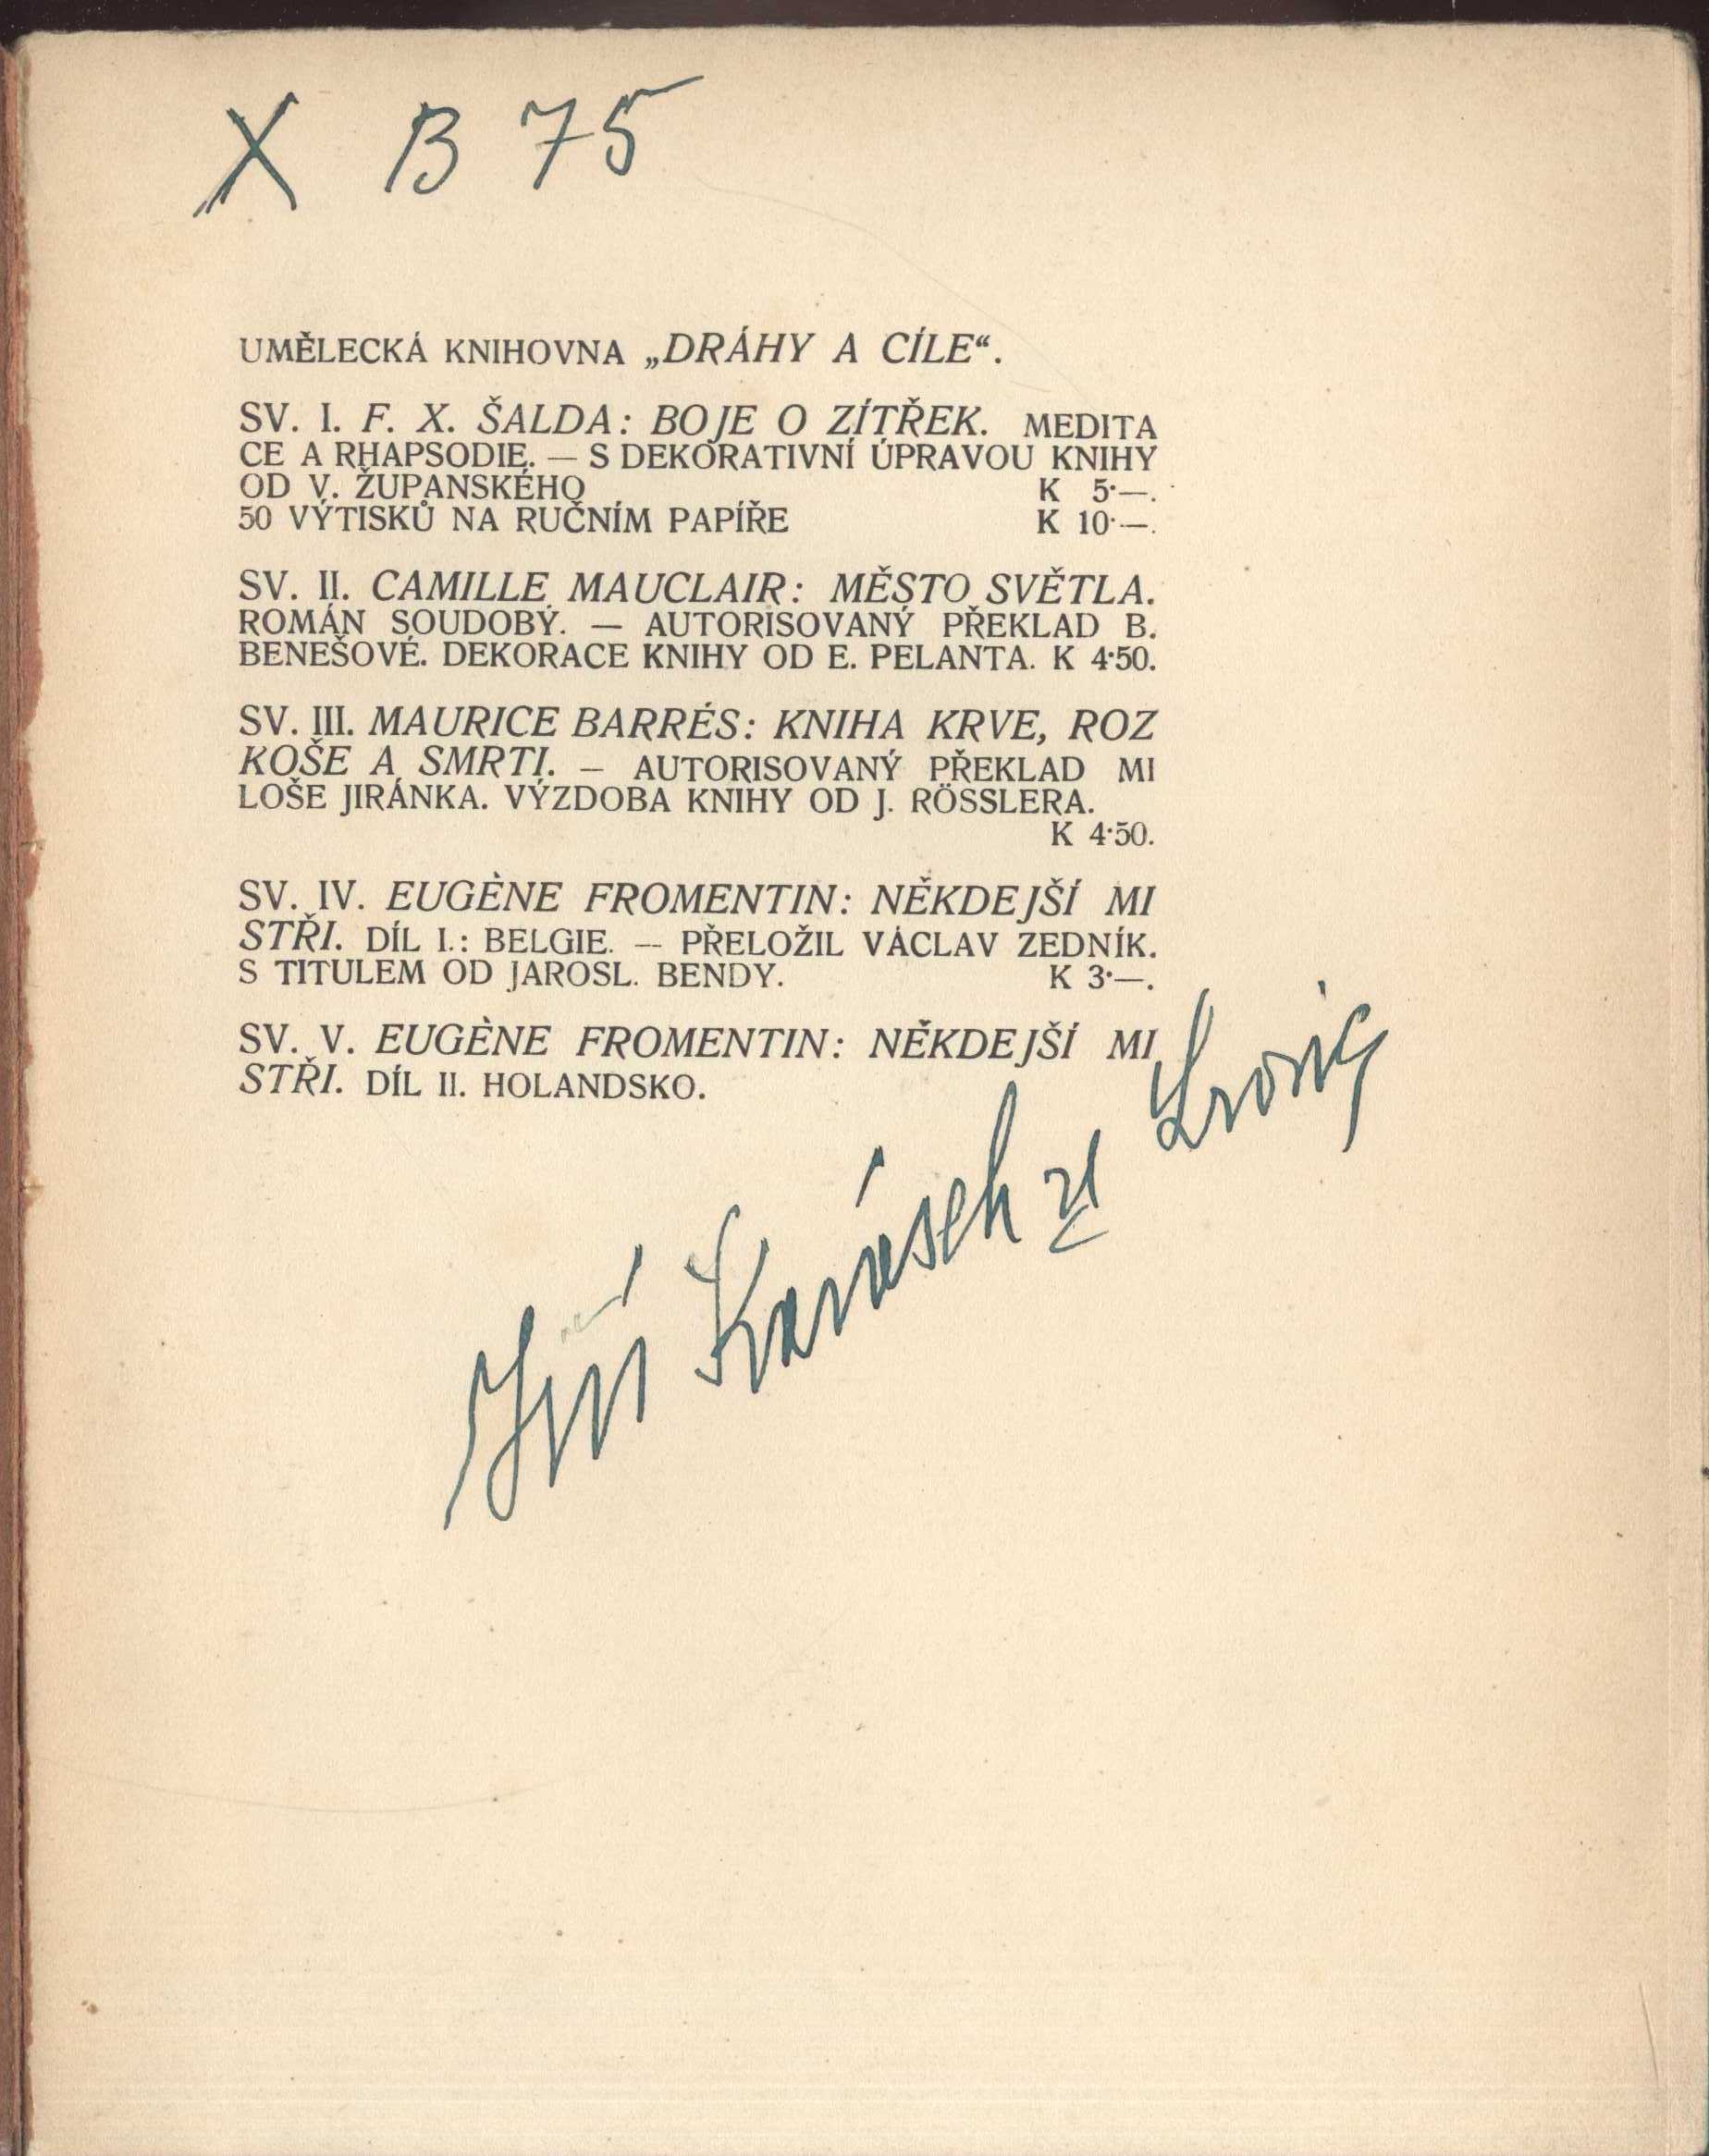 X B 75
UMĚLECKÁ KNIHOVNA „DRÁHY A CÍLE“.
SV. I. F. X. ŠALDA: BOJE O ZÍTŘEK. MEDITA
CE A RHAPSODIE. — S DEKORATIVNÍ ÚPRAVOU KNIHY
OD V. ŽUPANSKÉHO K 5·—.
50 VÝTISKŮ NA RUČNÍM PAPÍŘE K 10·—.
SV. II. CAMILLE MAUCLAIR: MĚSTO SVĚTLA.
ROMÁN SOUDOBÝ. — AUTORISOVANÝ PŘEKLAD B.
BENEŠOVÉ. DEKORACE KNIHY OD E. PELANTA. K 4·50.
SV. III. MAURICE BARRÉS: KNIHA KRVE, ROZ
KOŠE A SMRTI. — AUTORISOVANÝ PŘEKLAD MI
LOŠE JIRÁNKA. VÝZDOBA KNIHY OD J. RÖSSLERA.
K 4·50.
SV. IV. EUGÈNE FROMENTIN: NĚKDEJŠÍ MI
STŘI. DÍL I.: BELGIE. — PŘELOŽIL VÁCLAV ZEDNÍK.
S TITULEM OD JAROSL. BENDY. K 3·—.
SV. V. EUGÈNE FROMENTIN: NĚKDEJŠÍ MI
STŘI. DÍL II. HOLANDSKO.
Jiří Karásek ze Lvovic